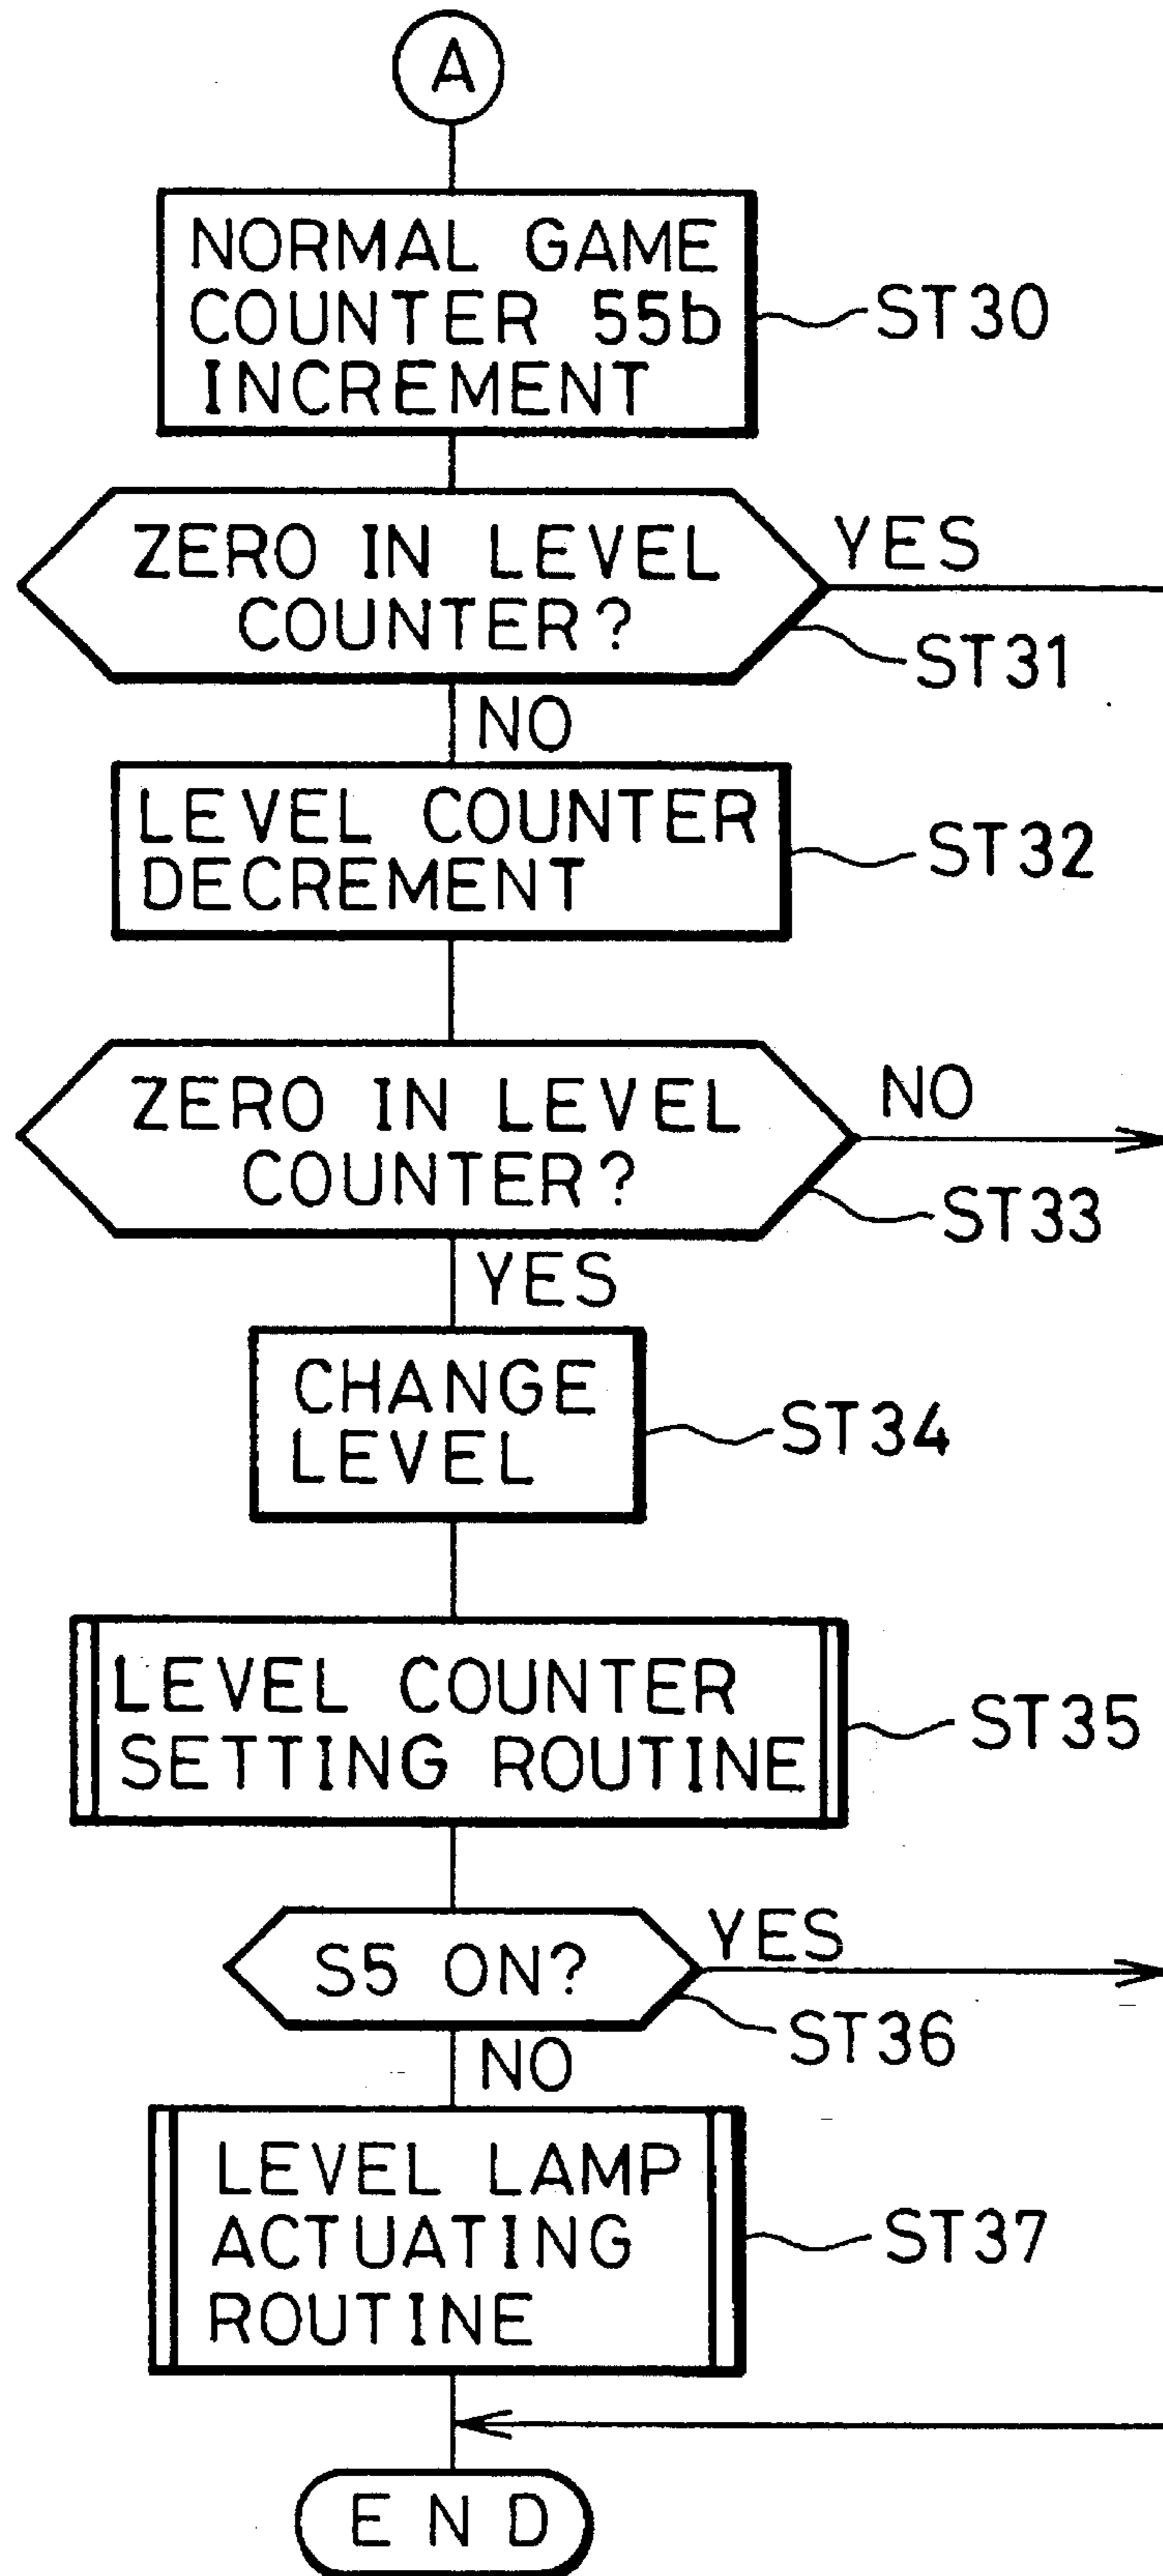 A
NORMAL GAME
COUNTER 55b
INCREMENT
ST30
ZERO IN LEVEL
COUNTER?
YES
ST31
NO
LEVEL COUNTER
DECREMENT
ST32
ZERO IN LEVEL
COUNTER?
NO
ST33
YES
CHANGE
LEVEL
ST34
LEVEL COUNTER
SETTING ROUTINE
ST35
S5 ON?
YES
ST36
NO
LEVEL LAMP
ACTUATING
ROUTINE
ST37
END